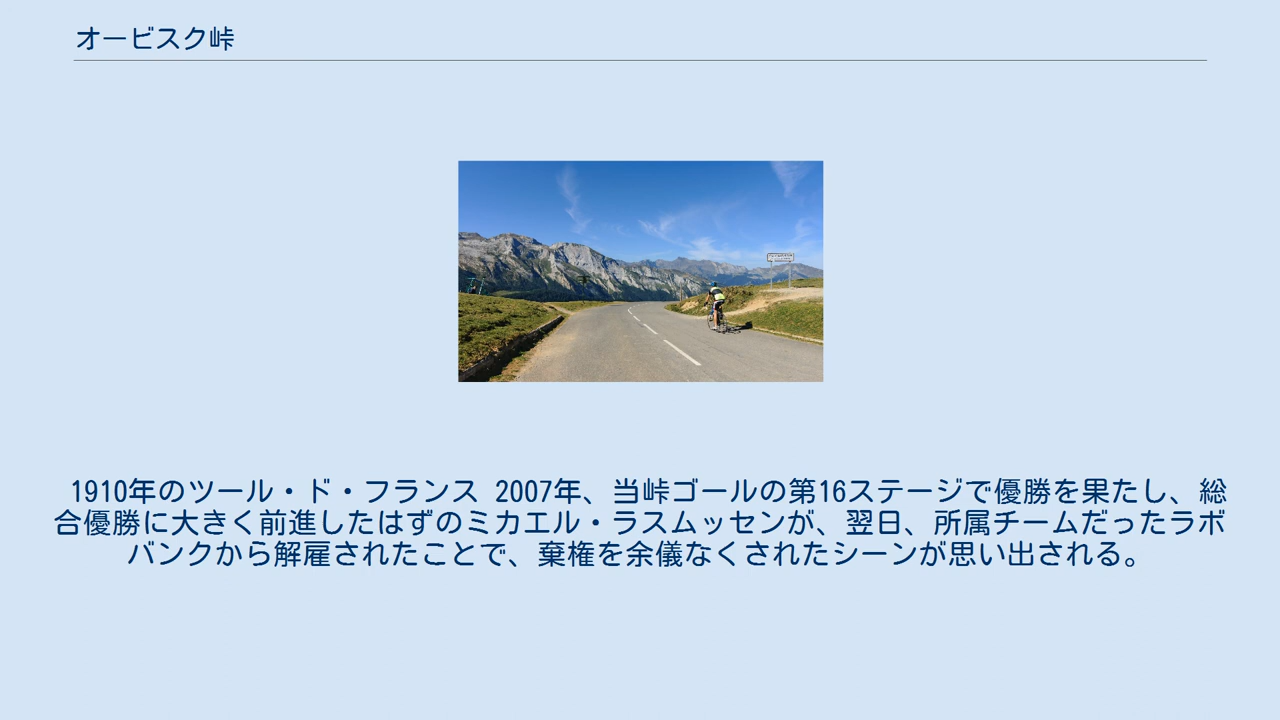 オービスク峠
1910年のツール・ド・フランス 2007年、当峠ゴールの第16ステージで優勝を果たし、総
合優勝に大きく前進したはずのミカエル・ラスムッセンが、翌日、所属チームだったラボ
バンクから解雇されたことで、棄権を余儀なくされたシーンが思い出される。